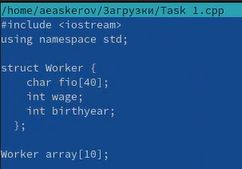 /home/aeaskerov/Загрузки/Task 1.cpp
#include <iostream>
using namespace std;

struct Worker {
    char fio[40];
    int wage;
    int birthyear;
  };

Worker array[10];